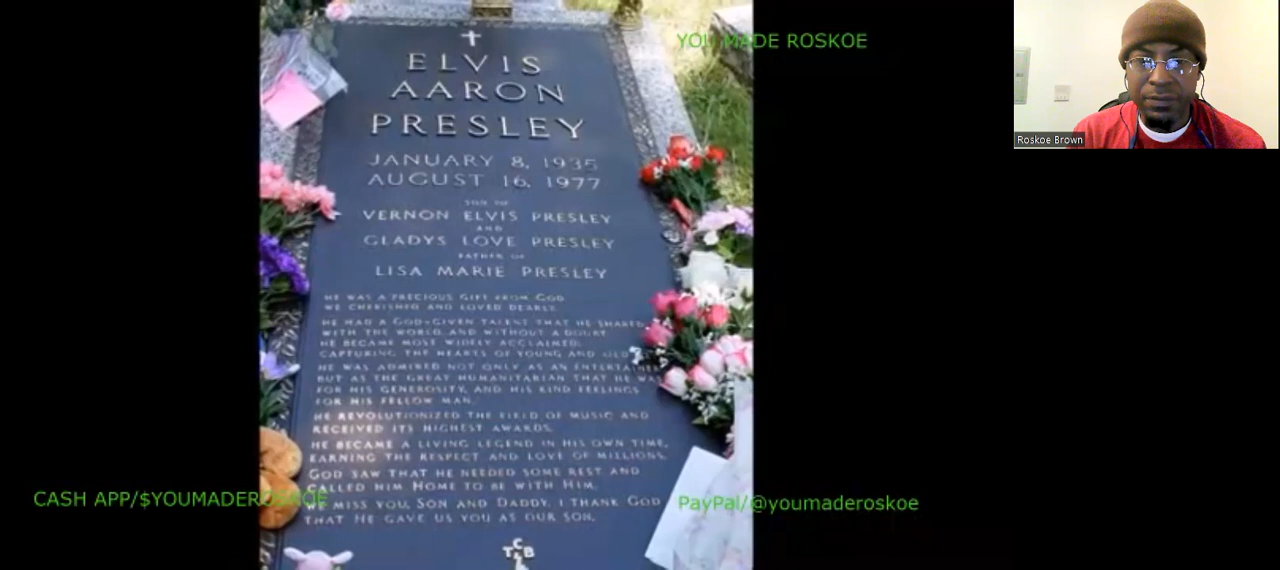 YOU MADE ROSKOE
Roskoe Brown
ELVIS
AARON
PRESLEY
JANUARY 8, 1935
AUGUST 16, 1977
SON OF
VERNON ELVIS PRESLEY
AND
GLADYS LOVE PRESLEY
FATHER OF
LISA MARIE PRESLEY
HE WAS A PRECIOUS GIFT FROM GOD
WE CHERISHED AND LOVED DEARLY.
HE HAD A GOD-GIVEN TALENT THAT HE SHARED
WITH THE WORLD. AND WITHOUT A DOUBT
HE BECAME MOST WIDELY ACCLAIMED;
CAPTURING THE HEARTS OF YOUNG AND OLD
HE WAS ADMIRED NOT ONLY AS AN ENTERTAINER
BUT AS THE GREAT HUMANITARIAN THAT HE
FOR HIS GENEROSITY, AND HIS KIND FEELINGS
FOR HIS FELLOW MAN.
HE REVOLUTIONIZED THE FIELD OF MUSIC AND
RECEIVED ITS HIGHEST AWARDS.
HE BECAME A LIVING LEGEND IN HIS OWN TIME,
EARNING THE RESPECT AND LOVE OF MILLIONS.
GOD SAW THAT HE NEEDED SOME REST AND
CALLED HIM HOME TO BE WITH HIM.
WE MISS YOU, SON AND DADDY. I THANK GOD
THAT HE GAVE US YOU AS OUR SON.
TCB
CASH APP/$YOUMADEROSKOE
PayPal/@youmaderoskoe